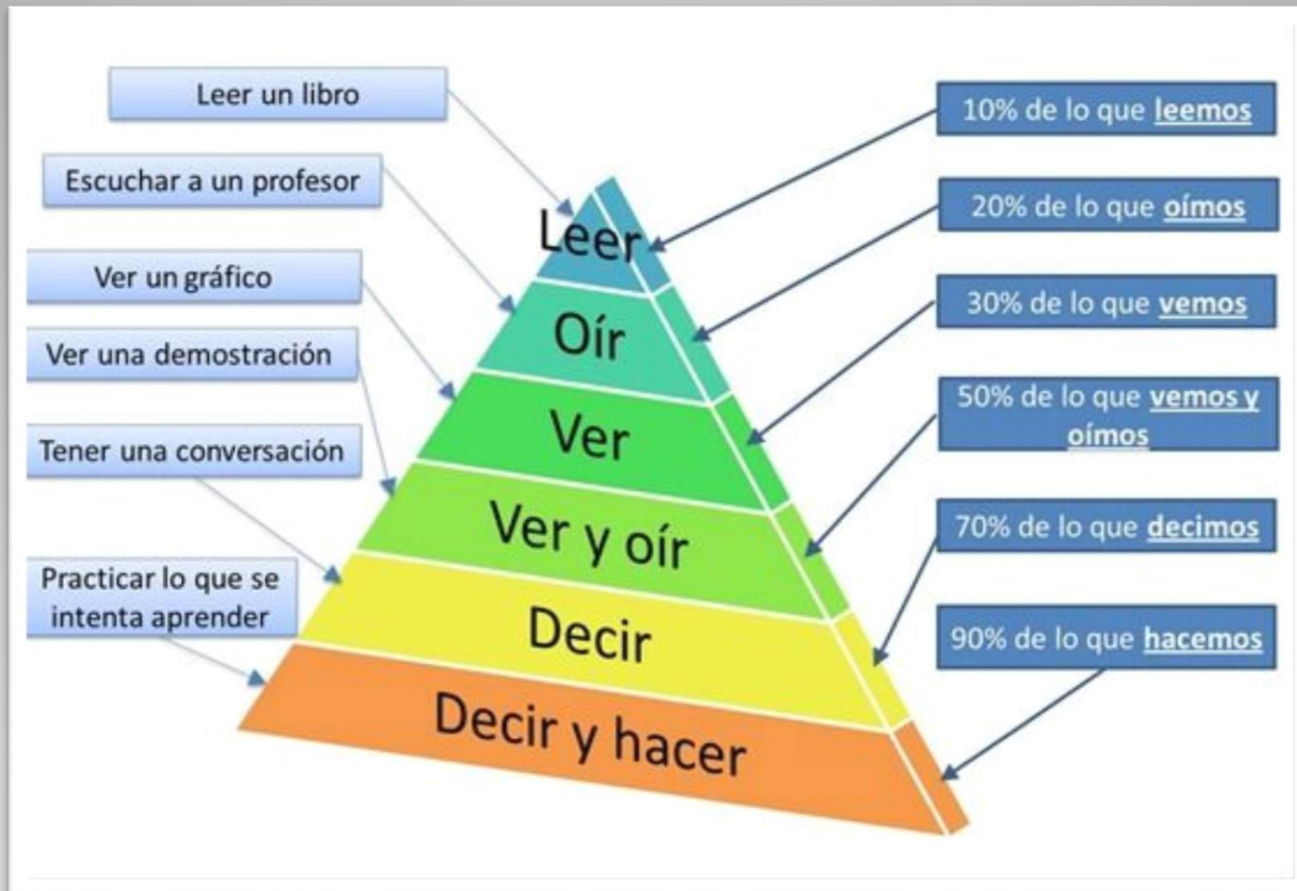 Leer un libro
Escuchar a un profesor
Ver un gráfico
Ver una demostración
Tener una conversación
Practicar lo que se
intenta aprender
Leer
Oír
Ver
Ver y oír
Decir
Decir y hacer
10% de lo que leemos
20% de lo que oímos
30% de lo que vemos
50% de lo que vemos y
oímos
70% de lo que decimos
90% de lo que hacemos